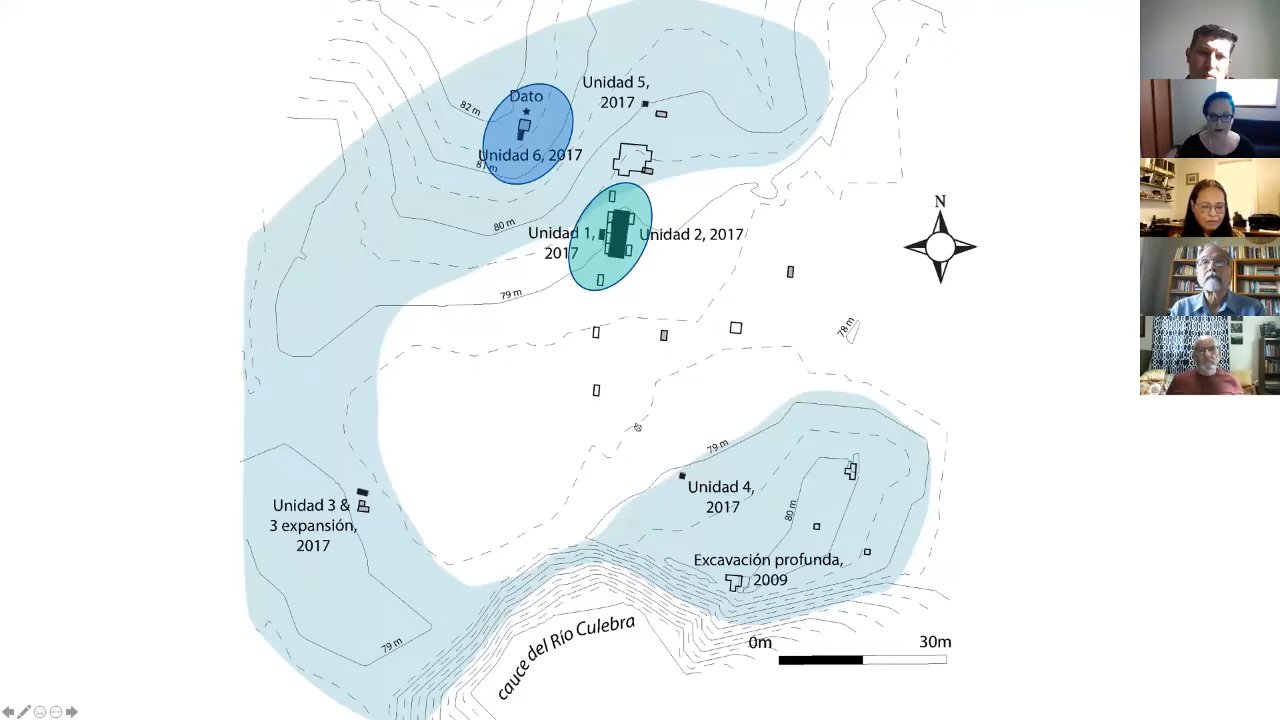 82 m
Dato
Unidad 5,
2017
Unidad 6, 2017
81 m
80 m
Unidad 1,
2017
Unidad 2, 2017
N
79 m
78 m
79 m
Unidad 3 &
3 expansión,
2017
Unidad 4,
2017
80 m
Excavación profunda,
2009
79 m
cauce del Río Culebra
0m
30m